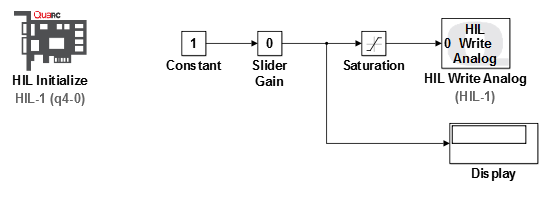 QuaRC
HIL Initialize
HIL-1 (q4-0)
1
Constant
0
Slider
Gain
Saturation
0
HIL
Write
Analog
HIL Write Analog
(HIL-1)
Display